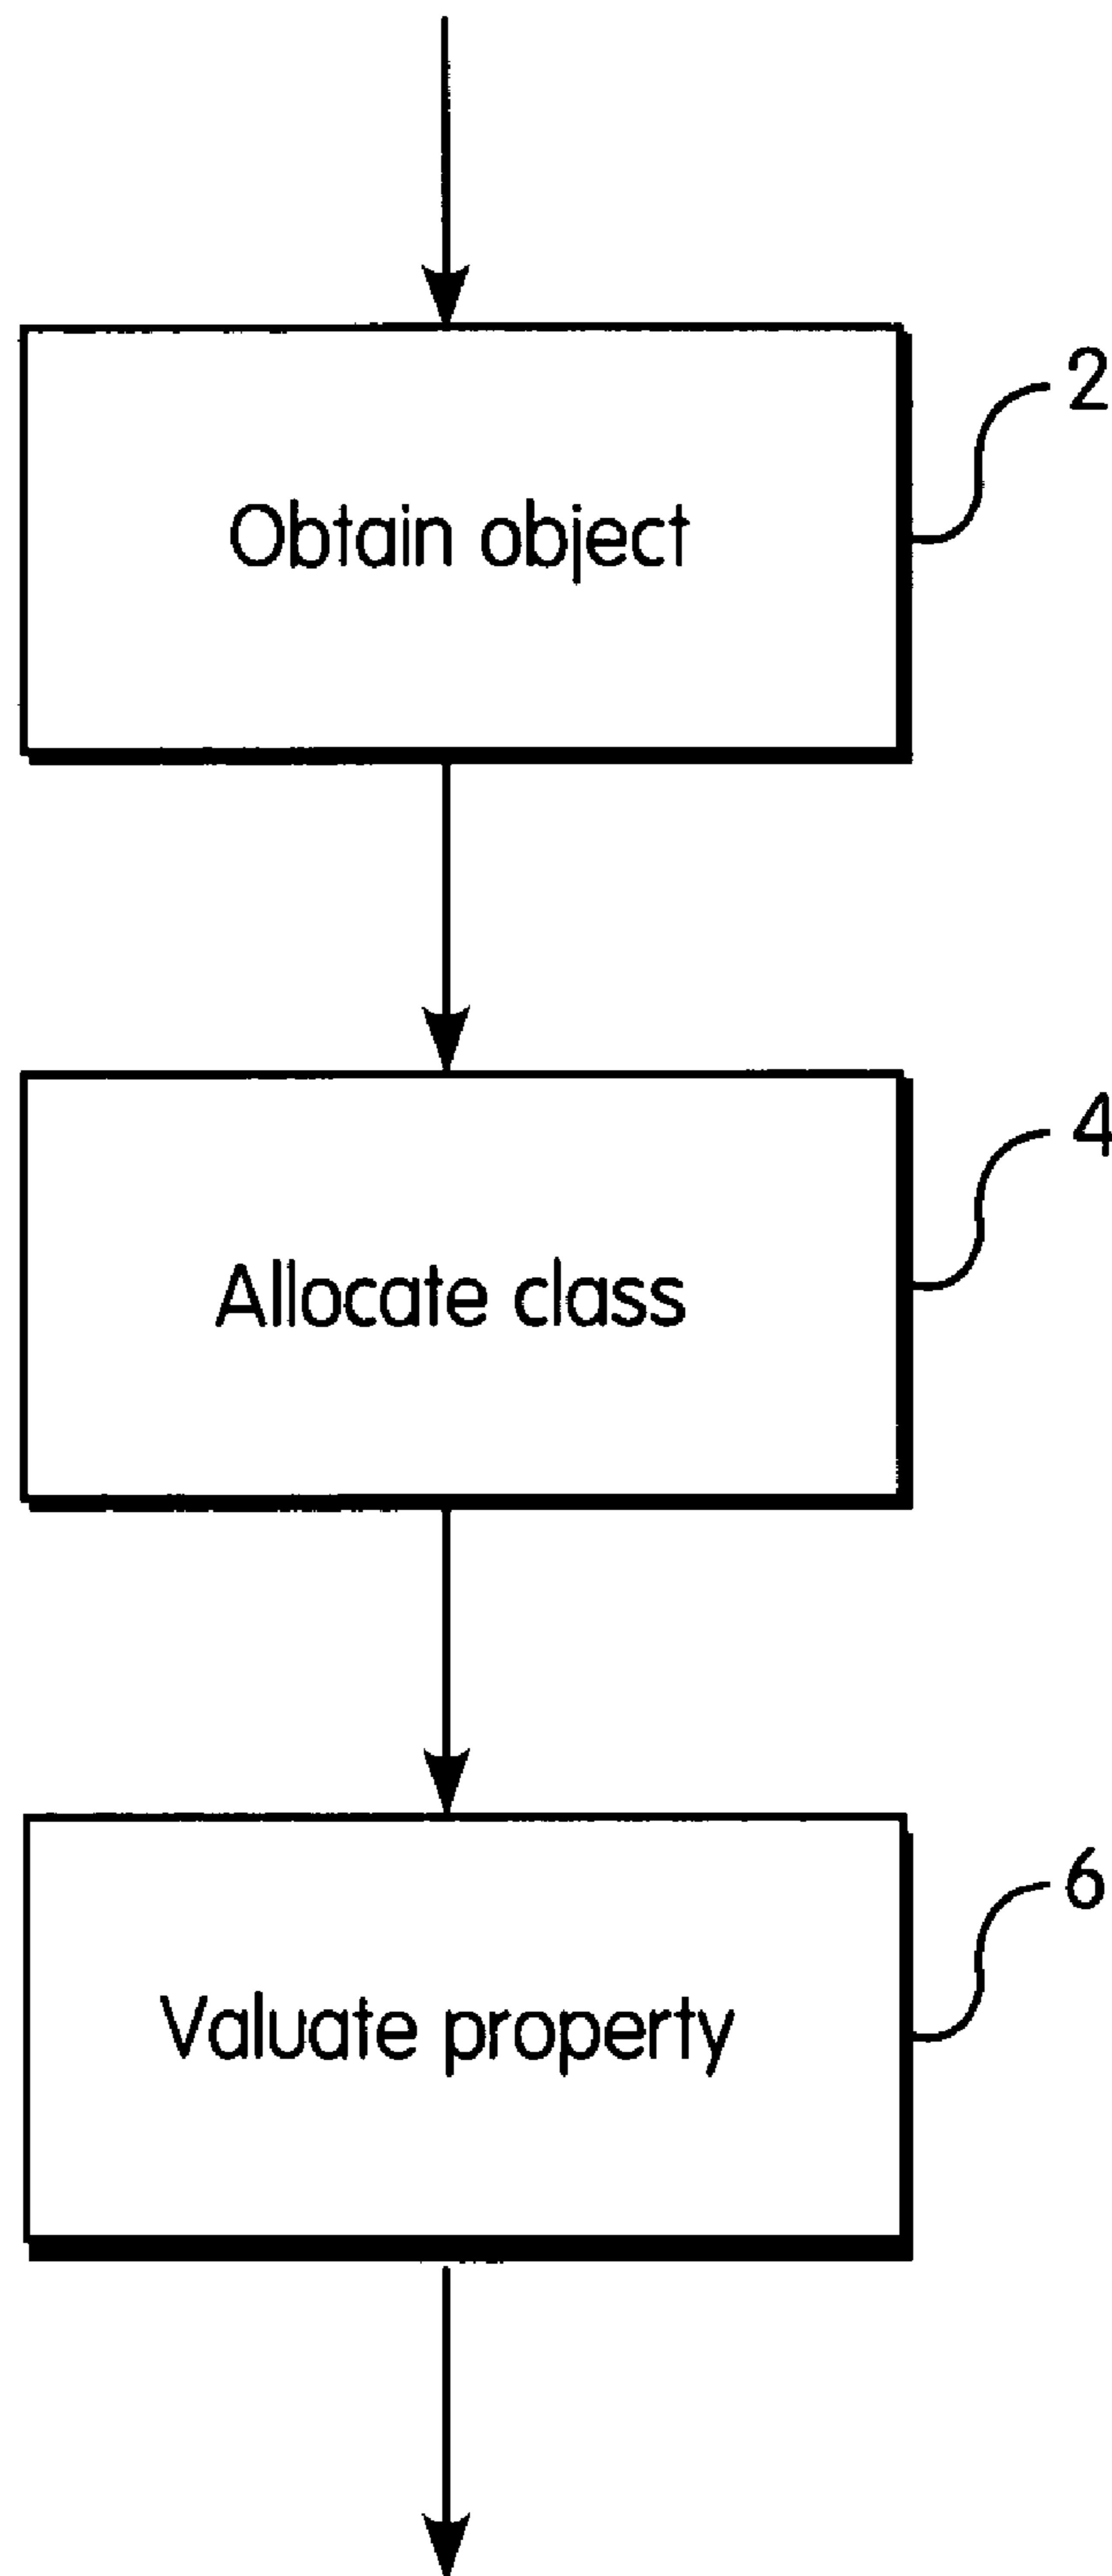 2
Obtain object
4
Allocate class
6
Valuate property